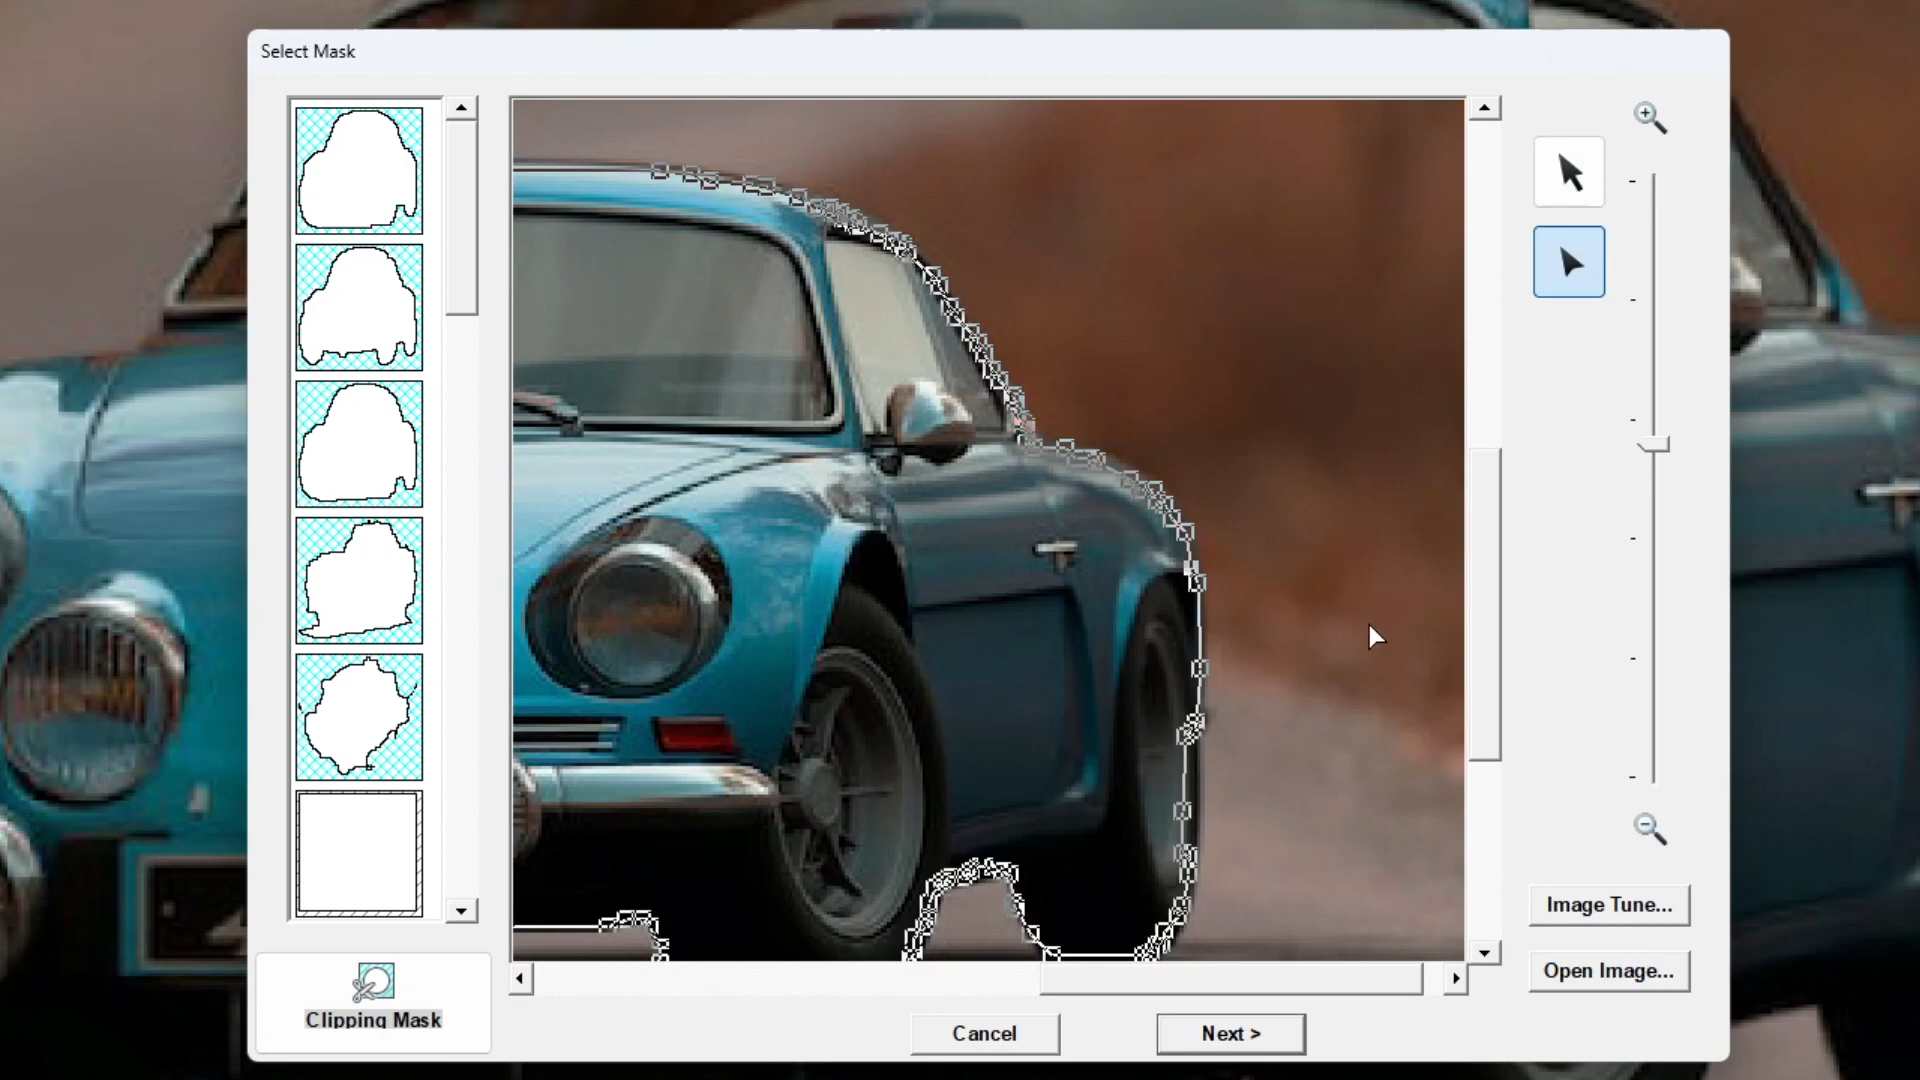 Select Mask
Image Tune...
Open Image...
Clipping Mask
Cancel
Next >